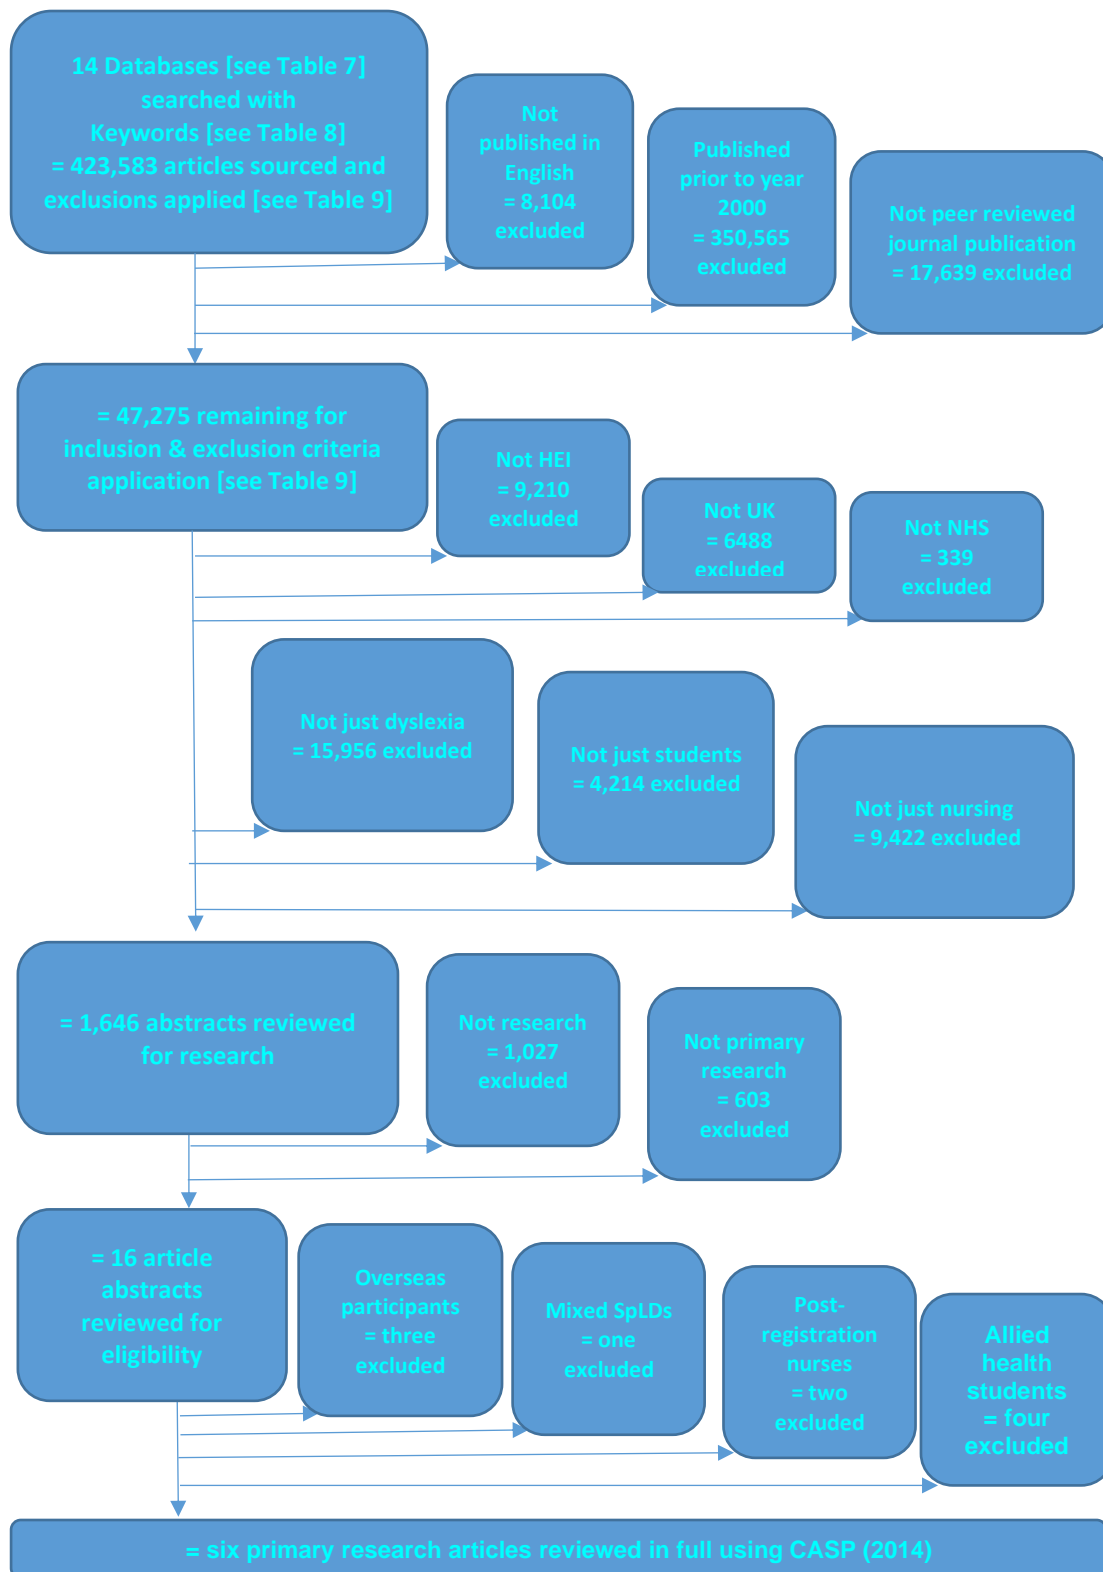 14 Databases [see Table 7]
searched with
Keywords [see Table 8]
= 423,583 articles sourced and
exclusions applied [see Table 9]
Not
published in
English
= 8,104
excluded
Published
prior to year
2000
= 350,565
excluded
Not peer reviewed
journal publication
= 17,639 excluded
= 47,275 remaining for
inclusion & exclusion criteria
application [see Table 9]
Not HEI
= 9,210
excluded
Not UK
= 6488
excluded
Not NHS
= 339
excluded
Not just dyslexia
= 15,956 excluded
Not just students
= 4,214 excluded
Not just nursing
= 9,422 excluded
= 1,646 abstracts reviewed
for research
Not research
= 1,027
excluded
Not primary
research
= 603
excluded
= 16 article
abstracts
reviewed for
eligibility
Overseas
participants
= three
excluded
Mixed SpLDs
= one
excluded
Post-
registration
nurses
= two
excluded
Allied
health
students
= four
excluded
= six primary research articles reviewed in full using CASP (2014)